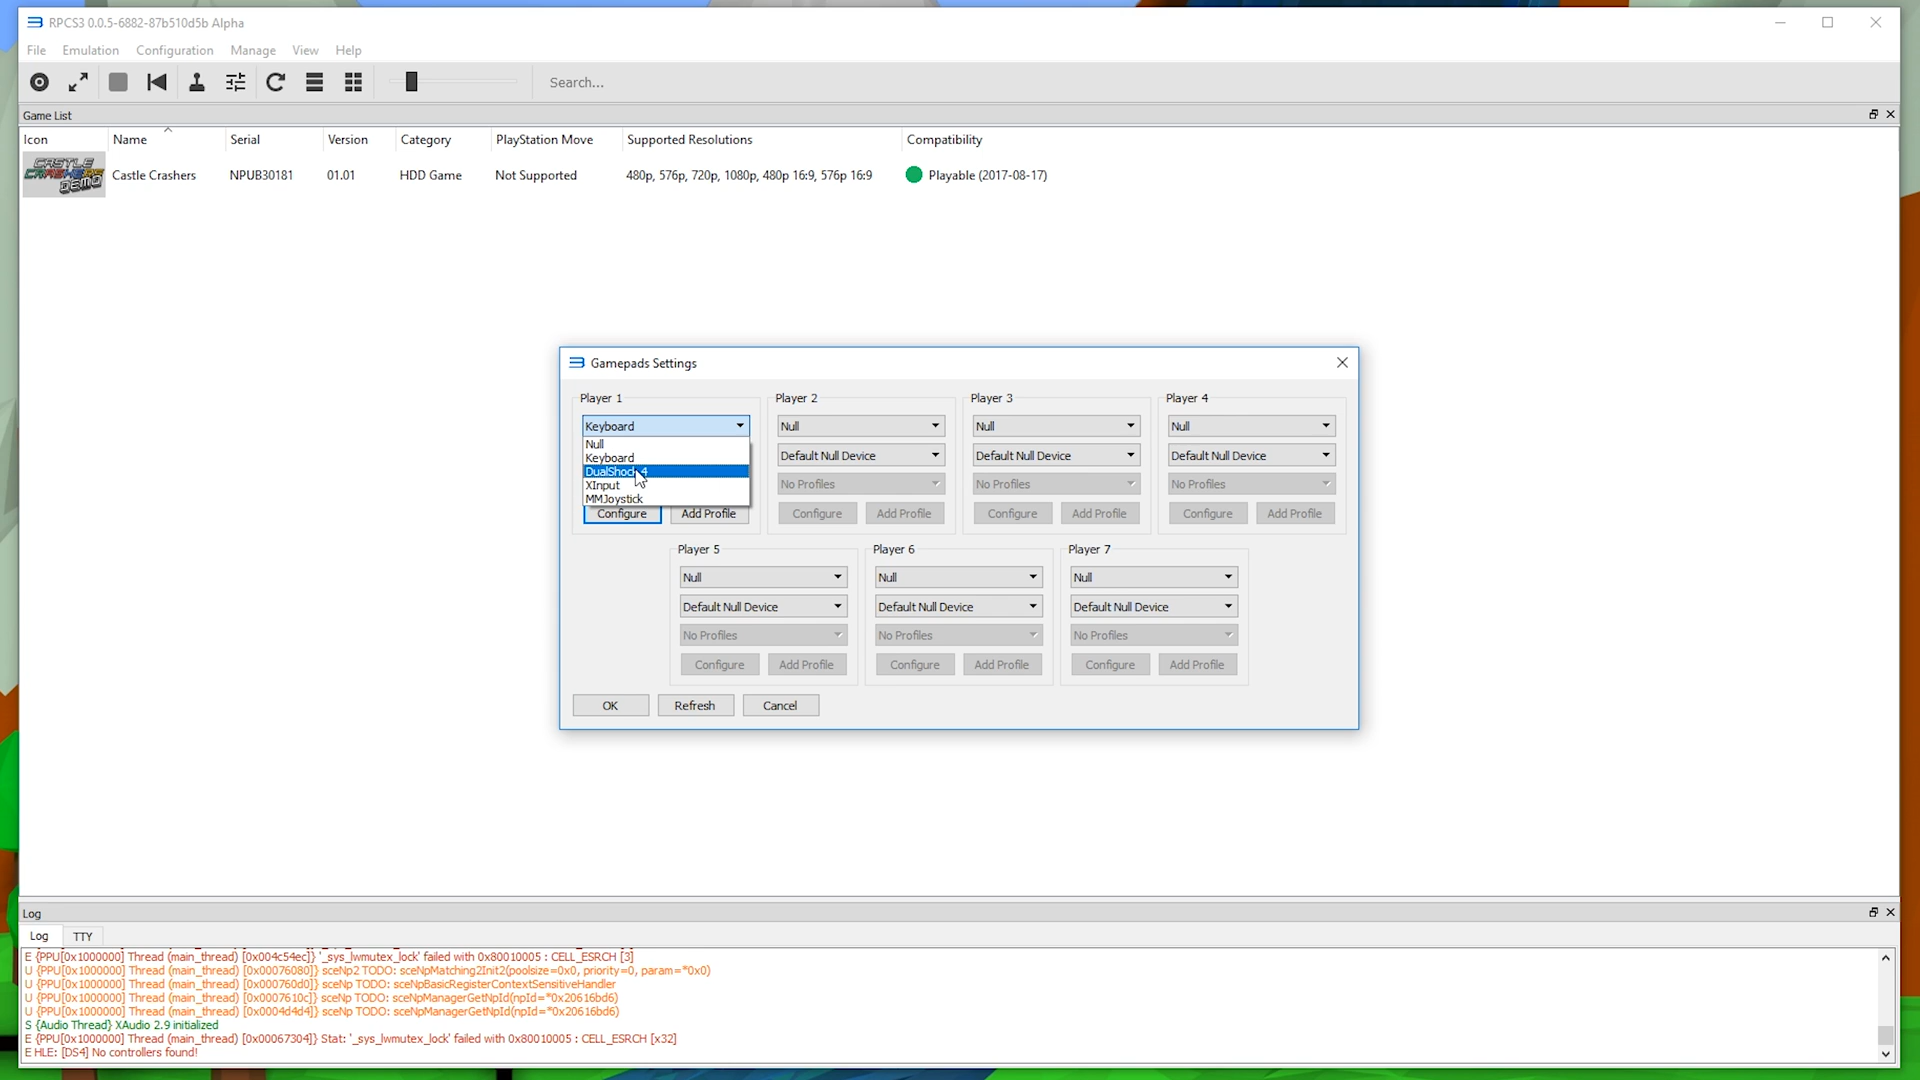 RPCS3 0.0.5-6882-87b510d5b Alpha
File Emulation Configuration Manage View Help
Search...
Game List
Icon Name Serial Version Category PlayStation Move Supported Resolutions Compatibility
CASTLE CRASHERS DEMO
Castle Crashers NPUB30181 01.01 HDD Game Not Supported 480p, 576p, 720p, 1080p, 480p 16:9, 576p 16:9 Playable (2017-08-17)
Gamepads Settings
Player 1 Player 2 Player 3 Player 4
Keyboard Null Null Null
Null
Keyboard Default Null Device Default Null Device Default Null Device
DualShock 4
XInput No Profiles No Profiles No Profiles
MMJoystick
Configure Add Profile Configure Add Profile Configure Add Profile Configure Add Profile
Player 5 Player 6 Player 7
Null Null Null
Default Null Device Default Null Device Default Null Device
No Profiles No Profiles No Profiles
Configure Add Profile Configure Add Profile Configure Add Profile
OK Refresh Cancel
Log
Log TTY
E {PPU[0x1000000] Thread (main_thread) [0x004c54ec]} '_sys_lwmutex_lock' failed with 0x80010005 : CELL_ESRCH [3]
U {PPU[0x1000000] Thread (main_thread) [0x00076080]} sceNp2 TODO: sceNpMatching2Init2(poolsize=0x0, priority=0, param=*0x0)
U {PPU[0x1000000] Thread (main_thread) [0x000760d0]} sceNp TODO: sceNpBasicRegisterContextSensitiveHandler
U {PPU[0x1000000] Thread (main_thread) [0x0007610c]} sceNp TODO: sceNpManagerGetNpId(npId=*0x20616bd6)
U {PPU[0x1000000] Thread (main_thread) [0x0004d4d4]} sceNp TODO: sceNpManagerGetNpId(npId=*0x20616bd6)
S {Audio Thread} XAudio 2.9 initialized
E {PPU[0x1000000] Thread (main_thread) [0x00067304]} Stat: '_sys_lwmutex_lock' failed with 0x80010005 : CELL_ESRCH [x32]
E HLE: [DS4] No controllers found!